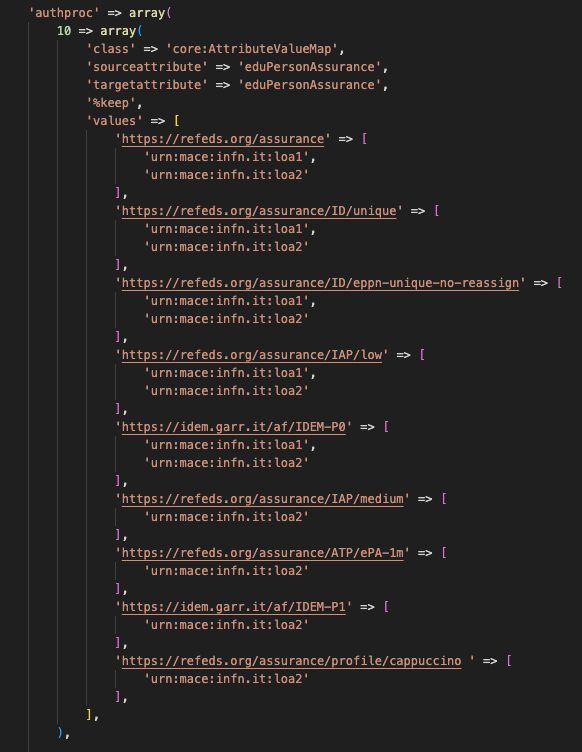 'authproc' => array(
10 => array(
'class' => 'core:AttributeValueMap',
'sourceattribute' => 'eduPersonAssurance',
'targetattribute' => 'eduPersonAssurance',
'%keep',
'values' => [
'https://refeds.org/assurance' => [
'urn:mace:infn.it:loa1',
'urn:mace:infn.it:loa2'
],
'https://refeds.org/assurance/ID/unique' => [
'urn:mace:infn.it:loa1',
'urn:mace:infn.it:loa2'
],
'https://refeds.org/assurance/ID/eppn-unique-no-reassign' => [
'urn:mace:infn.it:loa1',
'urn:mace:infn.it:loa2'
],
'https://refeds.org/assurance/IAP/low' => [
'urn:mace:infn.it:loa1',
'urn:mace:infn.it:loa2'
],
'https://idem.garr.it/af/IDEM-P0' => [
'urn:mace:infn.it:loa1',
'urn:mace:infn.it:loa2'
],
'https://refeds.org/assurance/IAP/medium' => [
'urn:mace:infn.it:loa2'
],
'https://refeds.org/assurance/ATP/ePA-1m' => [
'urn:mace:infn.it:loa2'
],
'https://idem.garr.it/af/IDEM-P1' => [
'urn:mace:infn.it:loa2'
],
'https://refeds.org/assurance/profile/cappuccino ' => [
'urn:mace:infn.it:loa2'
],
],
),